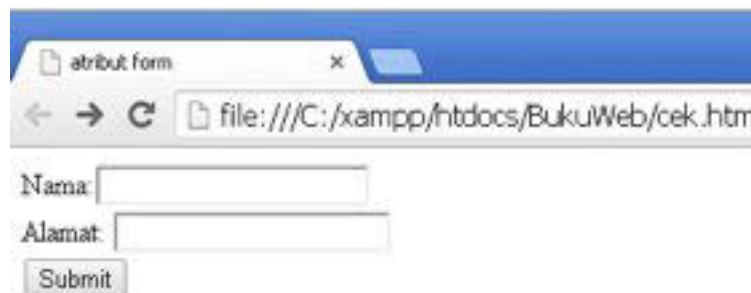 atribut form
file:///C:/xampp/htdocs/BukuWeb/cek.htm
Nama:
Alamat:
Submit